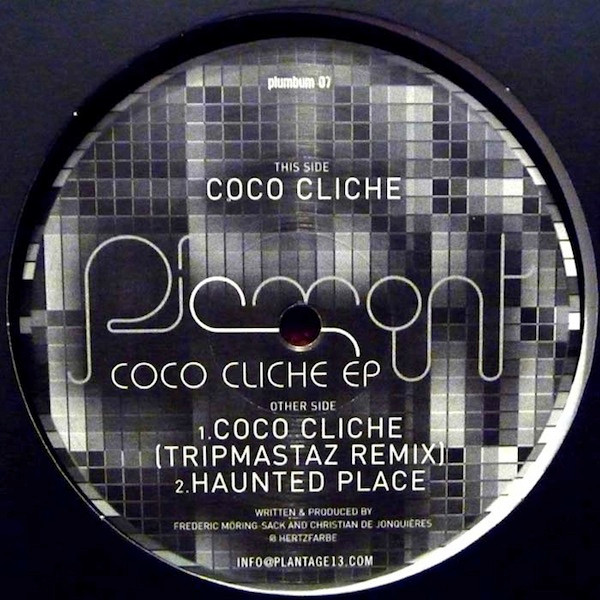 plumbum 07
THIS SIDE
COCO CLICHE
Piemont
COCO CLICHE EP
OTHER SIDE
1.COCO CLICHE
(TRIPMASTAZ REMIX)
2.HAUNTED PLACE
WRITTEN & PRODUCED BY
FREDERIC MÖRING-SACK AND CHRISTIAN DE JONQUIÈRES
@ HERTZFARBE
INFO@PLANTAGE13.COM